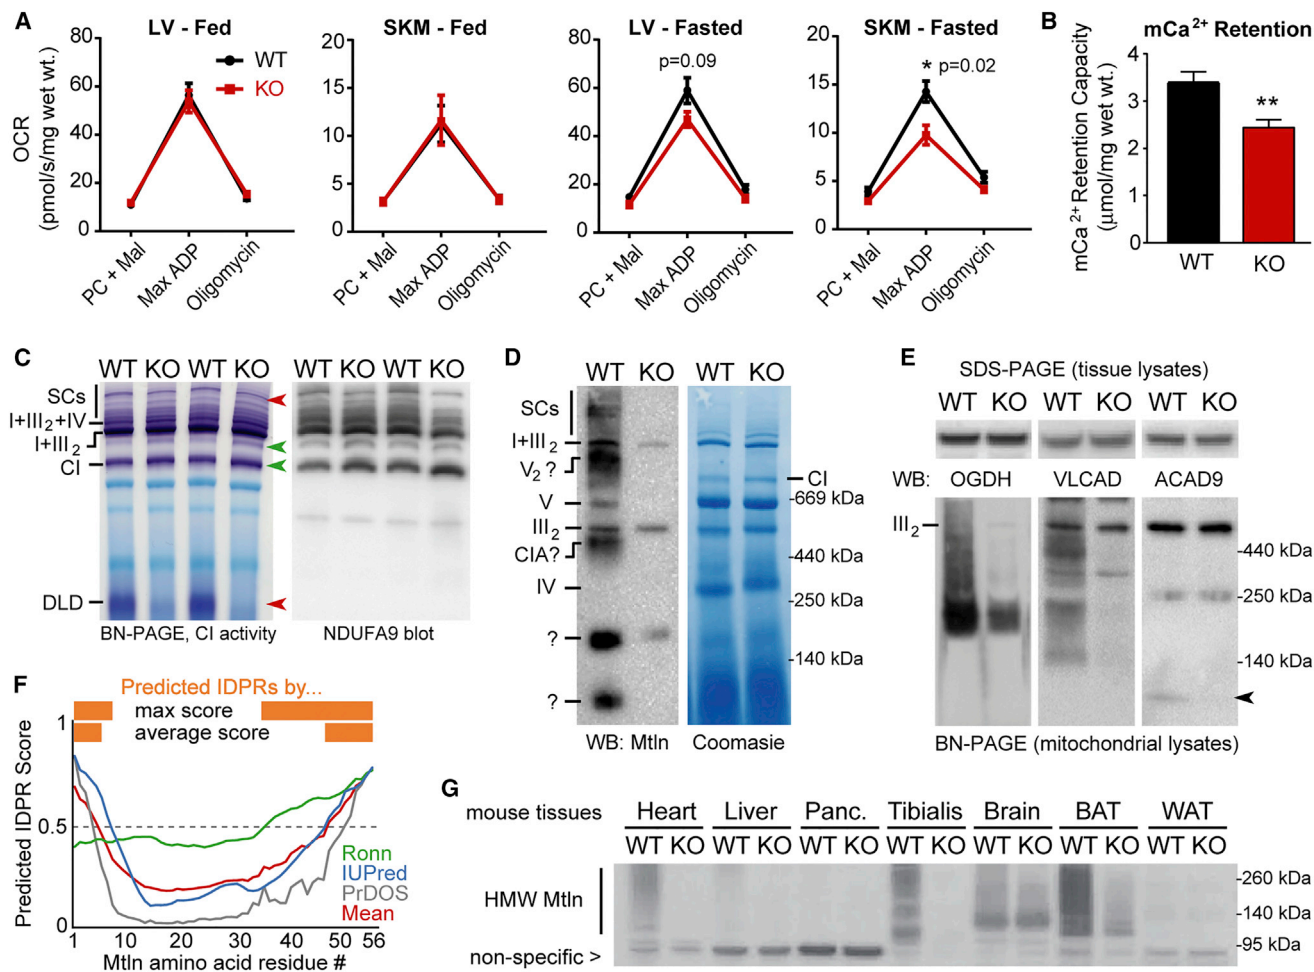 A
LV - Fed
SKM - Fed
LV - Fasted
SKM - Fasted
OCR
(pmol/s/mg wet wt.)
80
60
40
20
0
WT
KO
PC + Mal
Max ADP
Oligomycin
20
15
10
5
0
PC + Mal
Max ADP
Oligomycin
80
60
40
20
0
p=0.09
PC + Mal
Max ADP
Oligomycin
20
15
10
5
0
* p=0.02
PC + Mal
Max ADP
Oligomycin
B
mCa2+ Retention
mCa2+ Retention Capacity
(µmol/mg wet wt.)
4
3
2
1
0
**
WT
KO
C
WT KO WT KO
WT KO WT KO
SCs
I+III2+IV
I+III2
CI
DLD
BN-PAGE, CI activity
NDUFA9 blot
D
WT KO
WT KO
SCs
I+III2
V2 ?
V
III2
CIA?
IV
?
?
CI
669 kDa
440 kDa
250 kDa
140 kDa
WB: Mtln
Coomasie
E
SDS-PAGE (tissue lysates)
WT KO
WT KO
WT KO
WB: OGDH
VLCAD
ACAD9
III2
440 kDa
250 kDa
140 kDa
BN-PAGE (mitochondrial lysates)
F
Predicted IDPRs by...
max score
average score
Predicted IDPR Score
1
0.5
0
Ronn
IUPred
PrDOS
Mean
1 10 20 30 40 50 56
Mtln amino acid residue #
G
mouse tissues
Heart
Liver
Panc.
Tibialis
Brain
BAT
WAT
WT KO
WT KO
WT KO
WT KO
WT KO
WT KO
WT KO
HMW Mtln
non-specific >
260 kDa
140 kDa
95 kDa